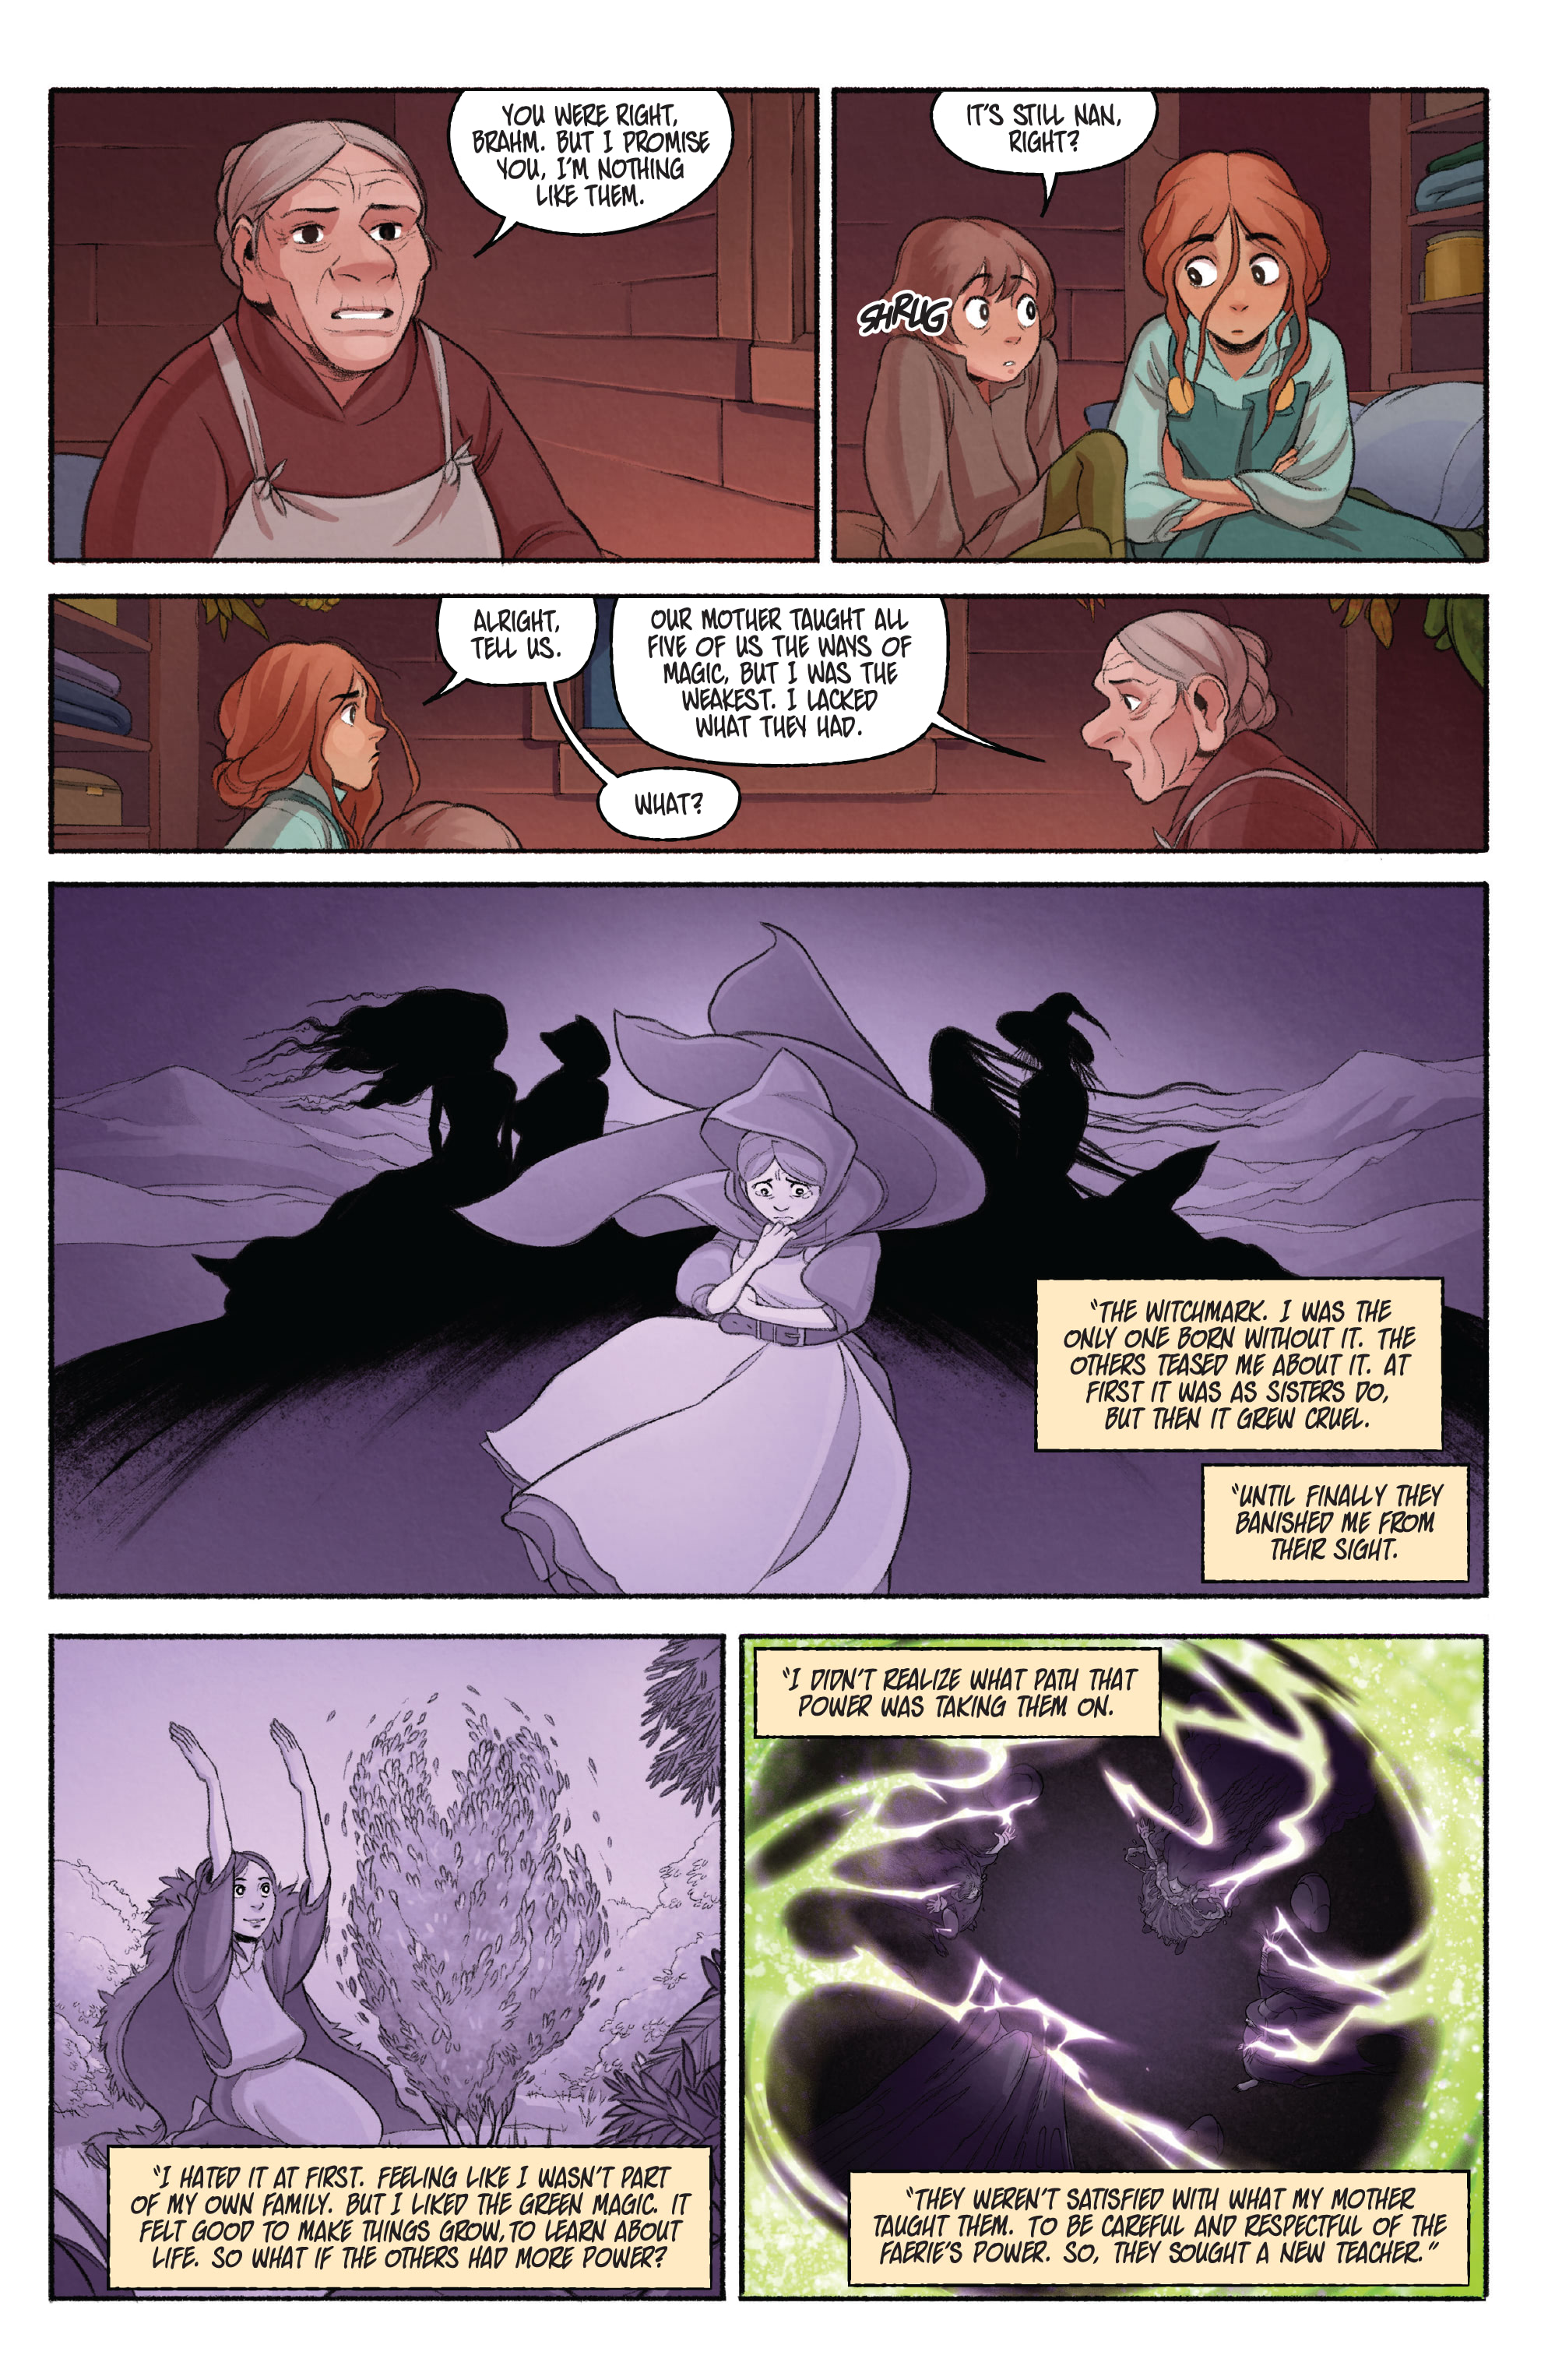 YOU WERE RIGHT,
BRAHM. BUT I PROMISE
YOU, I'M NOTHING
LIKE THEM.
IT'S STILL NAN,
RIGHT?
SHRUG
ALRIGHT,
TELL US.
OUR MOTHER TAUGHT ALL
FIVE OF US THE WAYS OF
MAGIC, BUT I WAS THE
WEAKEST. I LACKED
WHAT THEY HAD.
WHAT?
"THE WITCHMARK. I WAS THE
ONLY ONE BORN WITHOUT IT. THE
OTHERS TEASED ME ABOUT IT. AT
FIRST IT WAS AS SISTERS DO,
BUT THEN IT GREW CRUEL.
"UNTIL FINALLY THEY
BANISHED ME FROM
THEIR SIGHT.
"I HATED IT AT FIRST. FEELING LIKE I WASN'T PART
OF MY OWN FAMILY. BUT I LIKED THE GREEN MAGIC. IT
FELT GOOD TO MAKE THINGS GROW, TO LEARN ABOUT
LIFE. SO WHAT IF THE OTHERS HAD MORE POWER?
"I DIDN'T REALIZE WHAT PATH THAT
POWER WAS TAKING THEM ON.
"THEY WEREN'T SATISFIED WITH WHAT MY MOTHER
TAUGHT THEM. TO BE CAREFUL AND RESPECTFUL OF THE
FAERIE'S POWER. SO, THEY SOUGHT A NEW TEACHER."